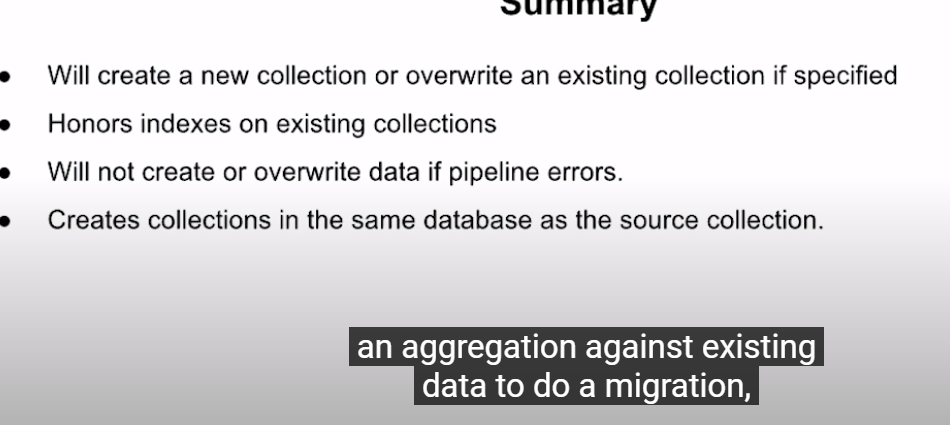 Summary
Will create a new collection or overwrite an existing collection if specified
Honors indexes on existing collections
Will not create or overwrite data if pipeline errors.
Creates collections in the same database as the source collection.
an aggregation against existing
data to do a migration,